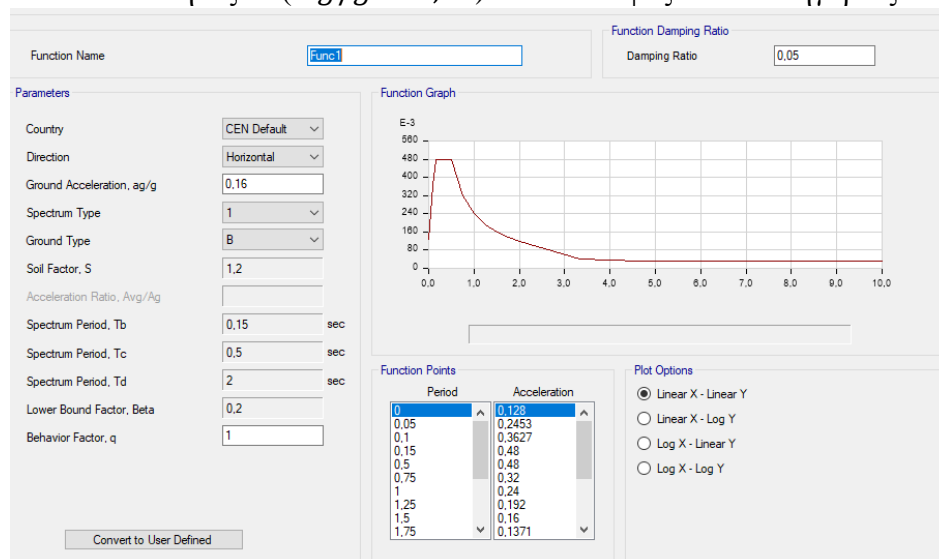 Function Damping Ratio
Function Name Func1 Damping Ratio 0,05
Parameters
Country CEN Default
Direction Horizontal
Ground Acceleration, ag/g 0,16
Spectrum Type 1
Ground Type B
Soil Factor, S 1,2
Acceleration Ratio, Avg/Ag
Spectrum Period, Tb 0,15 sec
Spectrum Period, Tc 0,5 sec
Spectrum Period, Td 2 sec
Lower Bound Factor, Beta 0,2
Behavior Factor, q 1
Convert to User Defined
Function Graph
E-3
560
480
400
320
240
160
80
0
0,0 1,0 2,0 3,0 4,0 5,0 6,0 7,0 8,0 9,0 10,0
Function Points
Period Acceleration
0 0,128
0,05 0,2453
0,1 0,3627
0,15 0,48
0,5 0,48
0,75 0,32
1 0,24
1,25 0,192
1,5 0,16
1,75 0,1371
Plot Options
Linear X - Linear Y
Linear X - Log Y
Log X - Linear Y
Log X - Log Y